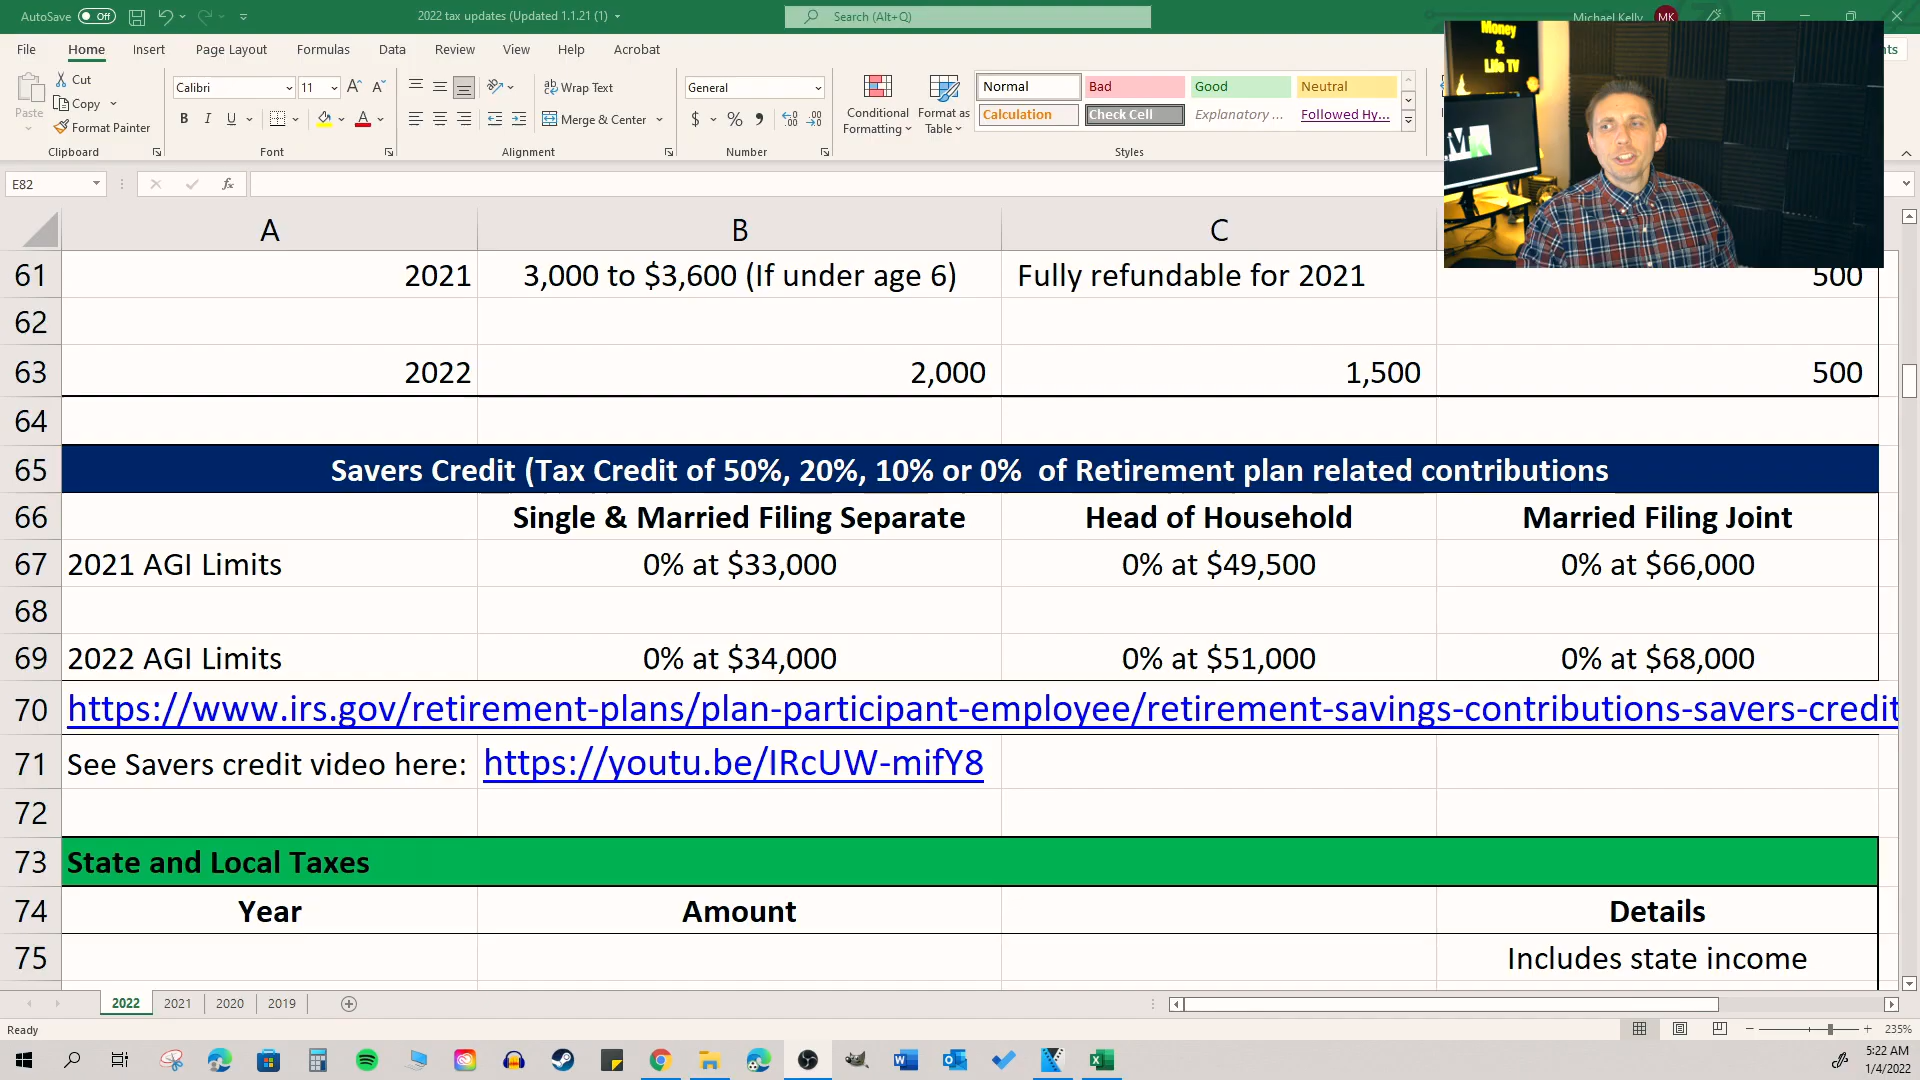 AutoSave Off 2022 tax updates (Updated 1.1.21 (1) Search (Alt+Q) Michael Kelly MK
File Home Insert Page Layout Formulas Data Review View Help Acrobat
Paste Cut Copy Format Painter
Calibri 11
B I U
Wrap Text
Merge & Center
General
$ %
Conditional Formatting Format as Table
Normal Bad Good Neutral
Calculation Check Cell Explanatory ... Followed Hy...
Clipboard Font Alignment Number Styles
Money
&
Life TV
E82 fx
A B C
61 2021 3,000 to $3,600 (If under age 6) Fully refundable for 2021 500
62
63 2022 2,000 1,500 500
64
65 Savers Credit (Tax Credit of 50%, 20%, 10% or 0% of Retirement plan related contributions
66 Single & Married Filing Separate Head of Household Married Filing Joint
67 2021 AGI Limits 0% at $33,000 0% at $49,500 0% at $66,000
68
69 2022 AGI Limits 0% at $34,000 0% at $51,000 0% at $68,000
70 https://www.irs.gov/retirement-plans/plan-participant-employee/retirement-savings-contributions-savers-credit
71 See Savers credit video here: https://youtu.be/IRcUW-mifY8
72
73 State and Local Taxes
74 Year Amount Details
75 Includes state income
2022 2021 2020 2019
Ready 235%
5:22 AM
1/4/2022